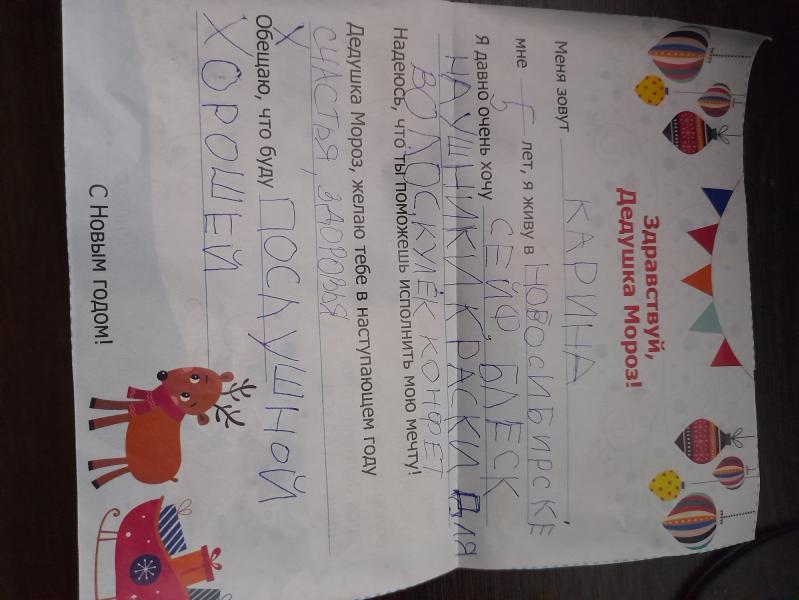 Здравствуй,
Дедушка Мороз!
Меня зовут КАРИНА
мне 5 лет, я живу в НОВОСИБИРСКЕ
Я давно очень хочу СЕЙФ, БЛЕСК
НАУШНИКИ КРАСКИ ДЛЯ
ВОЛОС, КУЛЁК КОНФЕТ
Надеюсь, что ты поможешь исполнить мою мечту!
Дедушка Мороз, желаю тебе в наступающем году
СЧАСТЬЯ, ЗДОРОВЬЯ
Х
Обещаю, что буду ПОСЛУШНОЙ
ХОРОШЕЙ
С Новым годом!